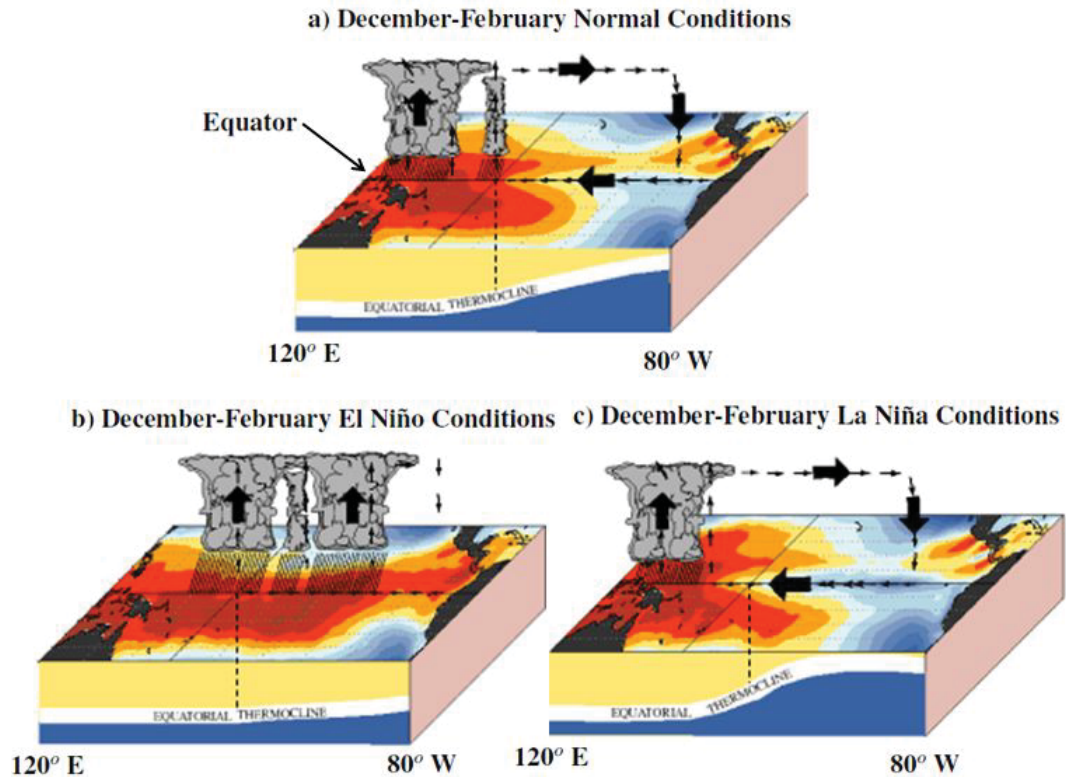 a) December-February Normal Conditions
Equator
EQUATORIAL THERMOCLINE
120° E
80° W
b) December-February El Niño Conditions
c) December-February La Niña Conditions
EQUATORIAL THERMOCLINE
EQUATORIAL THERMOCLINE
120° E
80° W
120° E
80° W